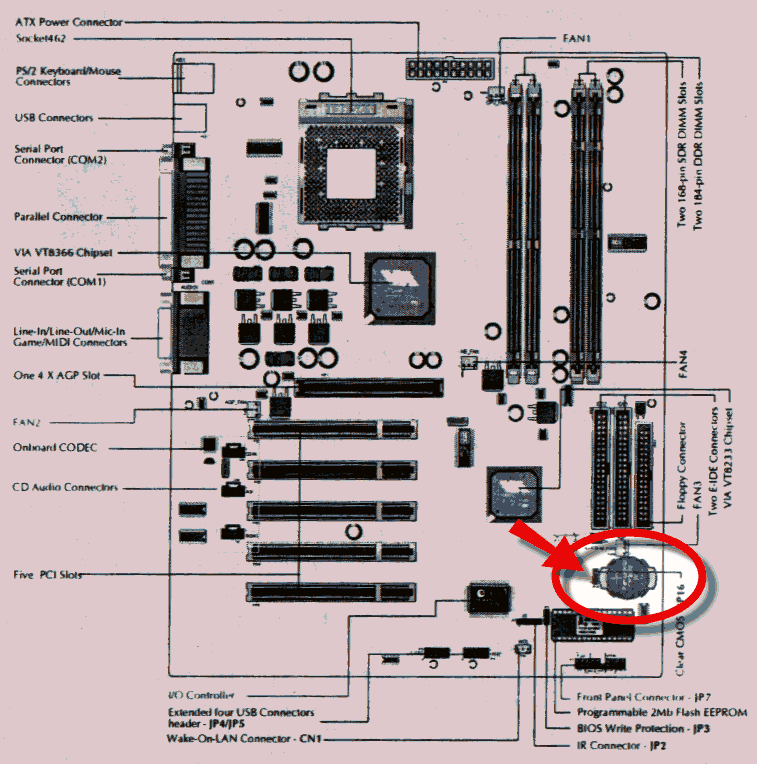 ATX Power Connector
Socket462
FAN1
PS/2 Keyboard/Mouse
Connectors
USB Connectors
Serial Port
Connector (COM2)
Parallel Connector
VIA VT8366 Chipset
Serial Port
Connector (COM1)
Line-In/Line-Out/Mic-In
Game/MIDI Connectors
One 4 X AGP Slot
FAN2
Onboard CODEC
CD Audio Connectors
Five PCI Slots
Two 168-pin SDR DIMM Slots
Two 184-pin DDR DIMM Slots
FAN4
Floppy Connector
FAN3
Two E-IDE Connectors
VIA VT8233 Chipset
Clear CMOS
P16
I/O Controller
Extended four USB Connectors
header - JP4/JP5
Wake-On-LAN Connector - CN1
Front Panel Connector - JP7
Programmable 2Mb Flash EEPROM
BIOS Write Protection - JP3
IR Connector - JP2